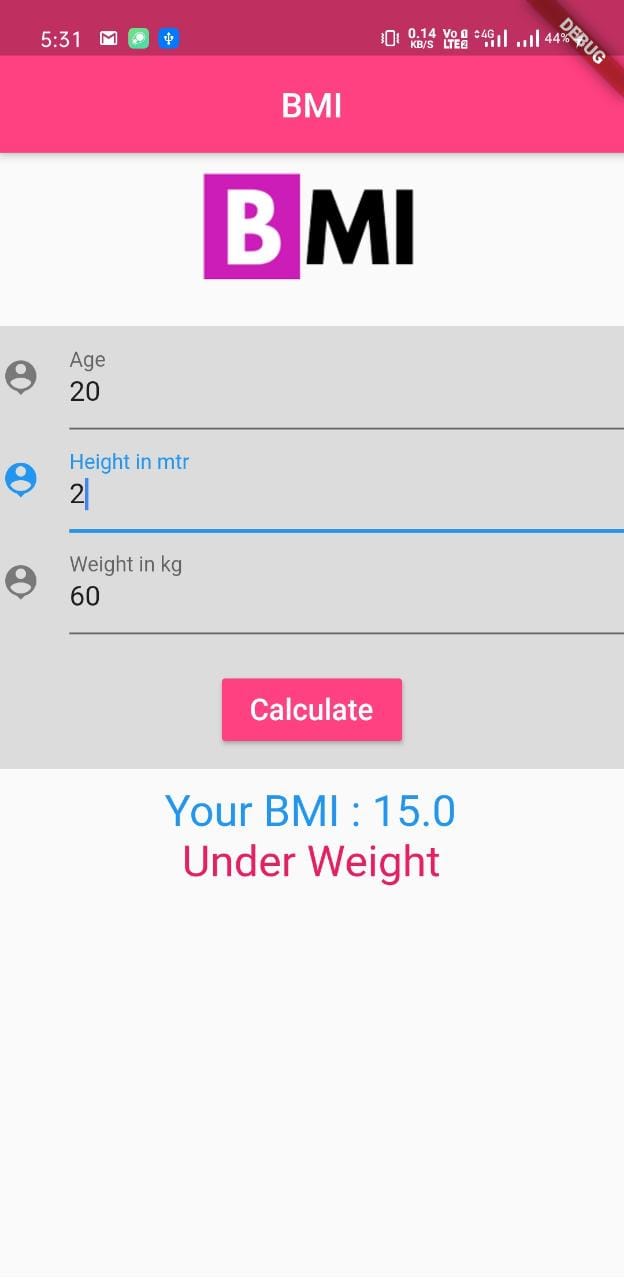 5:31 0.14 KB/S Vo LTE2 4G 44%
DEBUG
BMI
BMI
Age
20
Height in mtr
2
Weight in kg
60
Calculate
Your BMI : 15.0
Under Weight